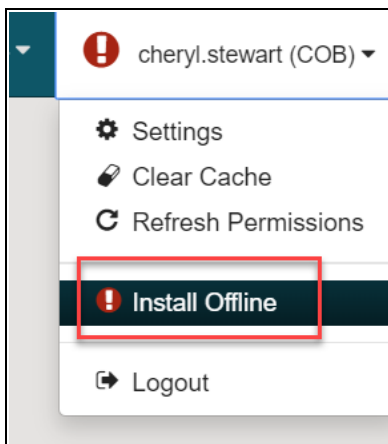 cheryl.stewart (COB)
Settings
Clear Cache
Refresh Permissions
Install Offline
Logout